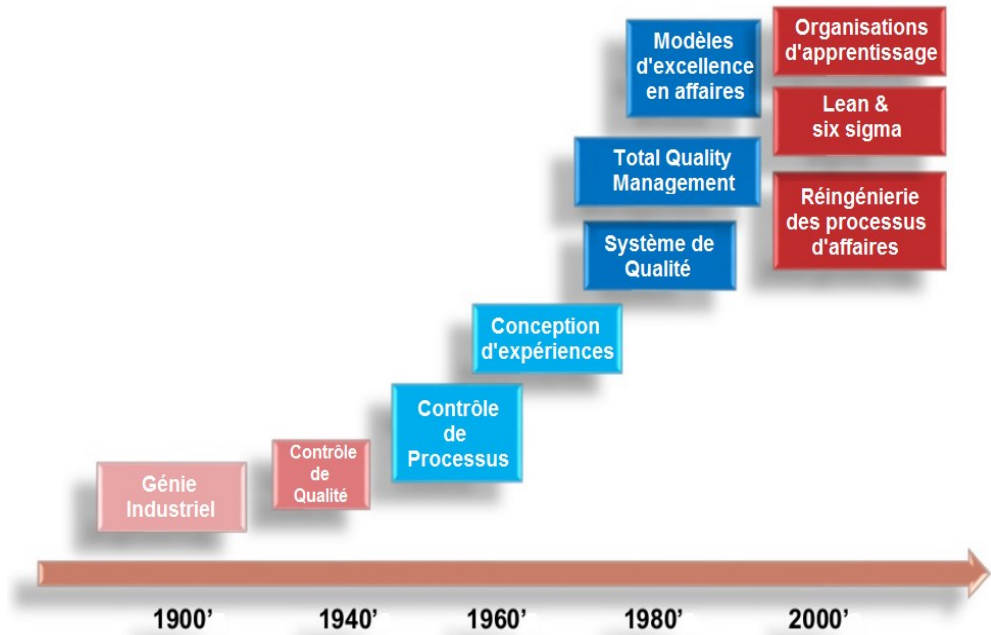 Modèles
d'excellence
en affaires
Organisations
d'apprentissage
Lean &
six sigma
Total Quality
Management
Réingénierie
des processus
d'affaires
Système de
Qualité
Conception
d'expériences
Contrôle
de
Processus
Contrôle
de
Qualité
Génie
Industriel
1900’
1940’
1960’
1980’
2000’